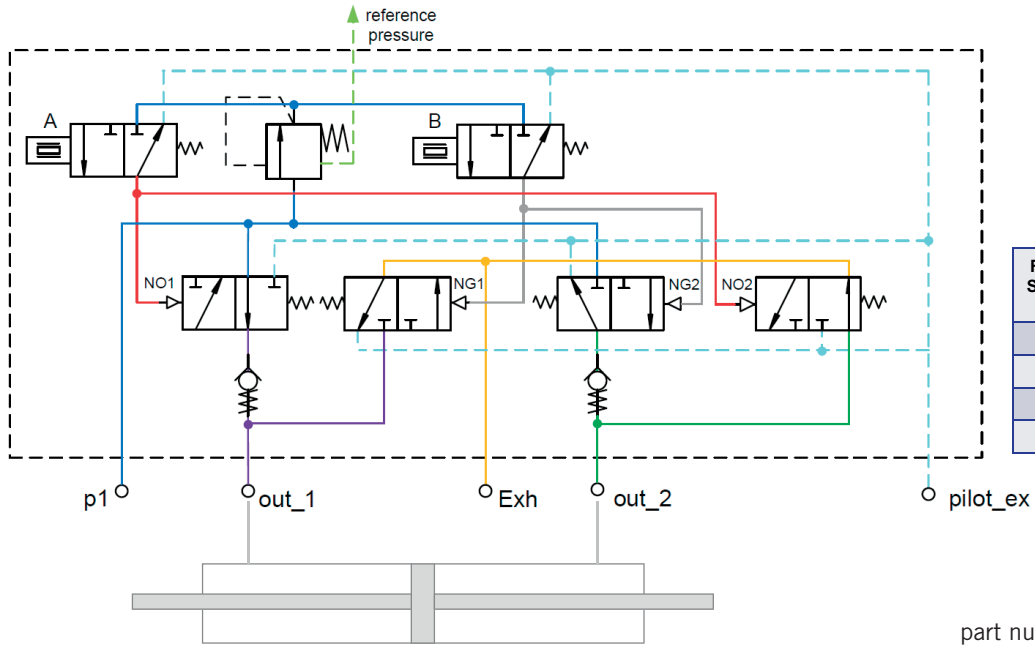 reference
pressure
A
B
NO1
NG1
NG2
NO2
p1
out_1
Exh
out_2
pilot_ex
part nu